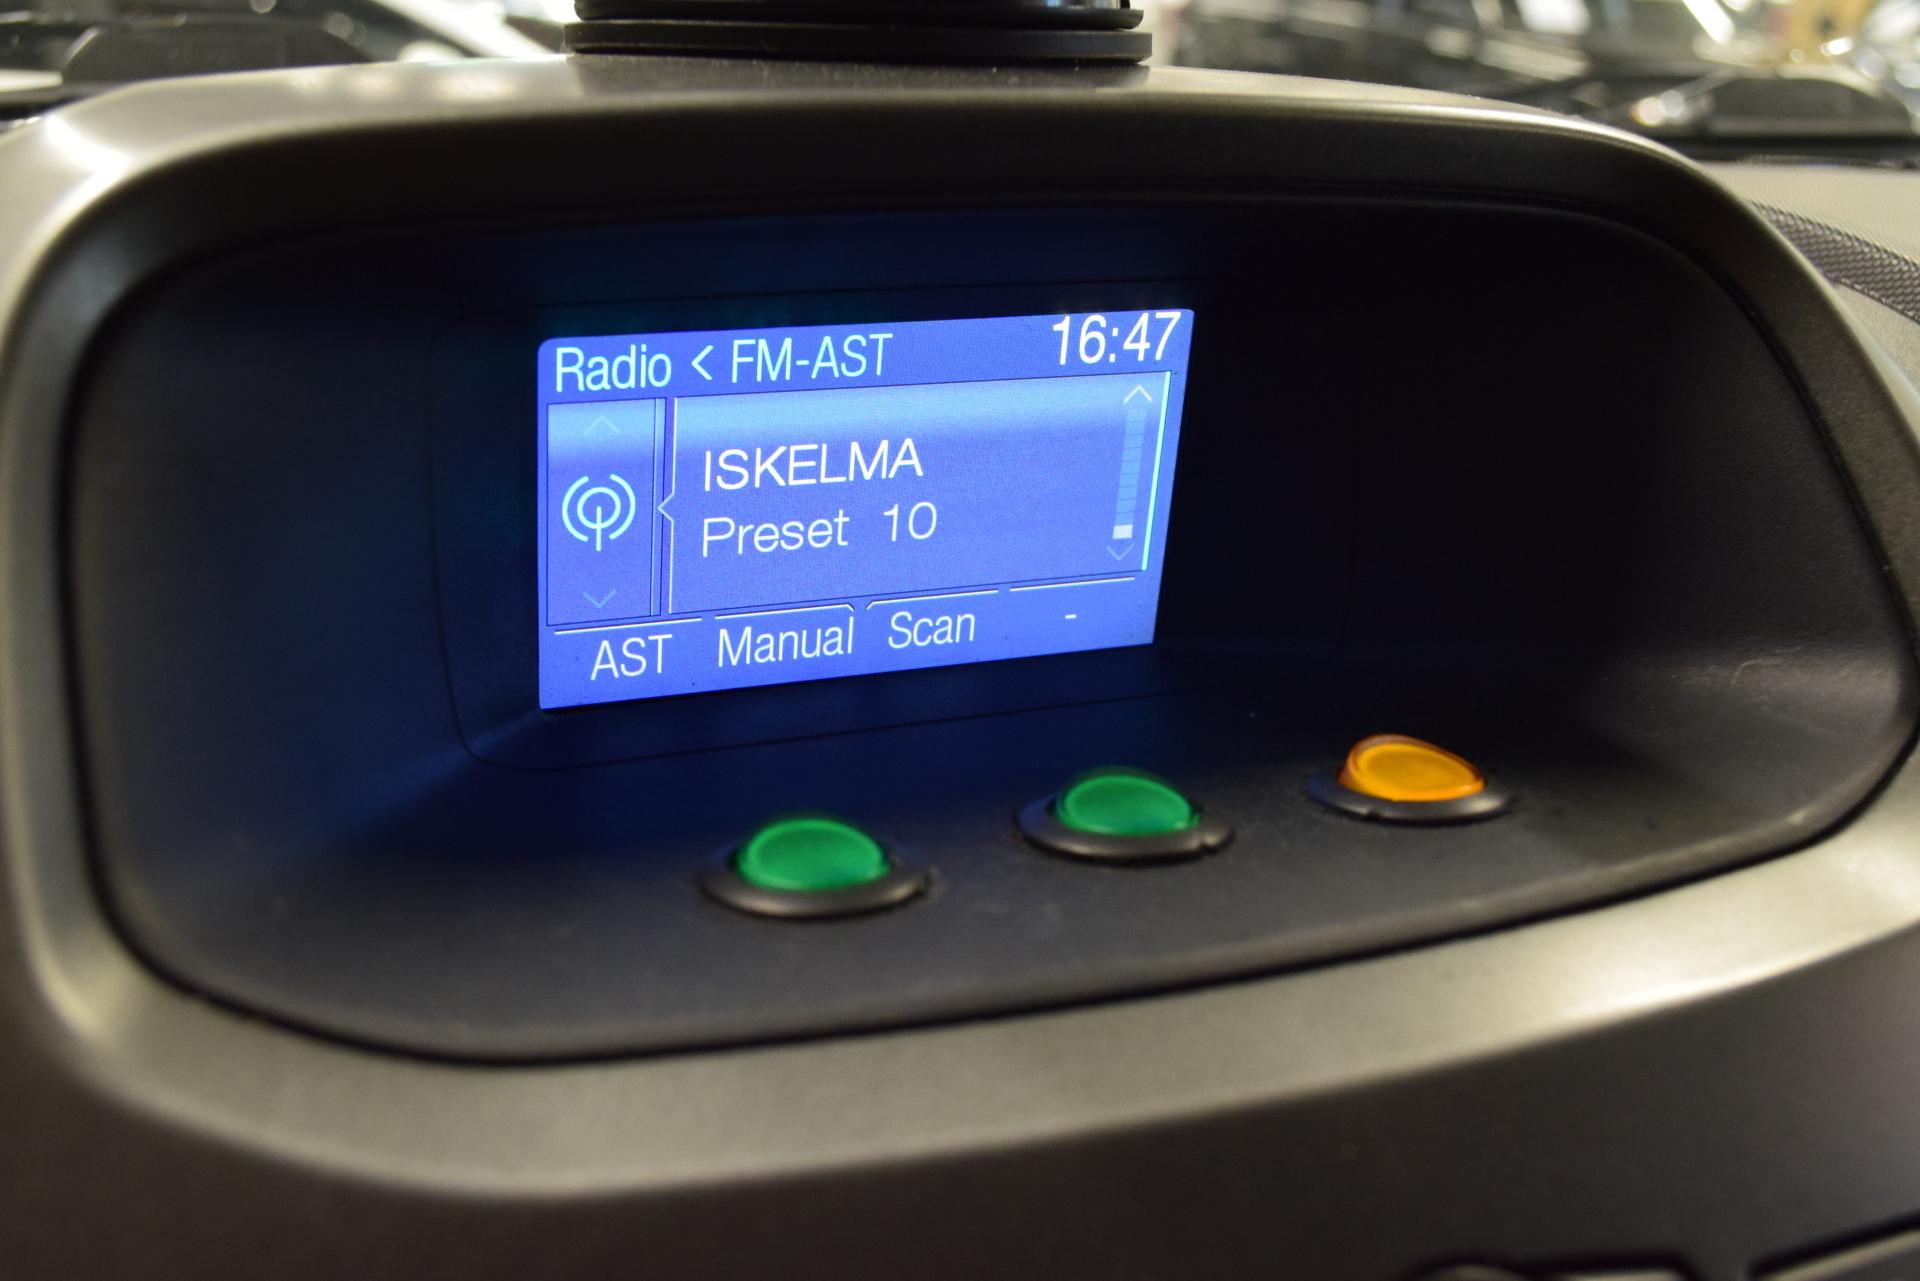 Radio < FM-AST 16:47
ISKELMA
Preset 10
AST Manual Scan -